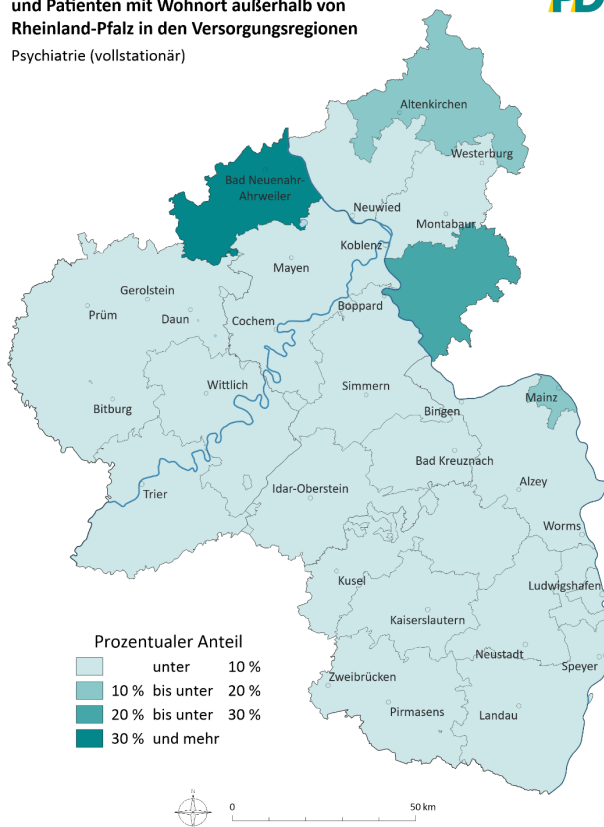 und Patienten mit Wohnort außerhalb von
Rheinland-Pfalz in den Versorgungsregionen
Psychiatrie (vollstationär)
Altenkirchen
Westerburg
Bad Neuenahr-
Ahrweiler
Neuwied
Montabaur
Koblenz
Mayen
Gerolstein
Boppard
Prüm
Daun
Cochem
Wittlich
Simmern
Mainz
Bitburg
Bingen
Bad Kreuznach
Trier
Idar-Oberstein
Alzey
Worms
Kusel
Ludwigshafen
Kaiserslautern
Neustadt
Speyer
Zweibrücken
Pirmasens
Landau
Prozentualer Anteil
unter 10 %
10 % bis unter 20 %
20 % bis unter 30 %
30 % und mehr
N
0 50 km